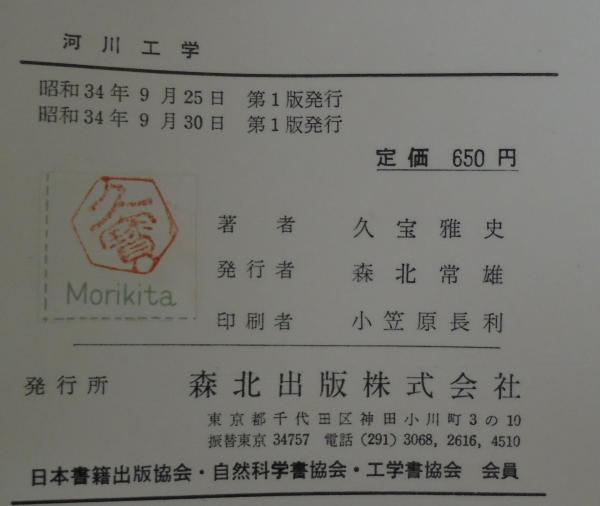 河川工学
昭和34年9月25日 第1版発行
昭和34年9月30日 第1版発行
定価 650円
Morikita
著者 久宝雅史
発行者 森北常雄
印刷者 小笠原長利
発行所 森北出版株式会社
東京都千代田区神田小川町3の10
振替東京 34757 電話 (291) 3068, 2616, 4510
日本書籍出版協会・自然科学書協会・工学書協会 会員